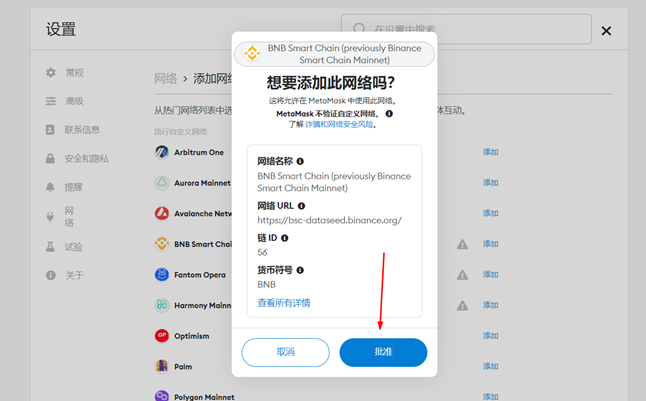 设置
在设置中搜索
常规
高级
联系信息
安全和隐私
提醒
网
络
试验
关于
网络 > 添加网络
从热门网络列表中选
体互动。
流行自定义网络
Arbitrum One
添加
Aurora Mainnet
添加
Avalanche Netw
添加
BNB Smart Chai
添加
Fantom Opera
添加
Harmony Mainn
添加
Optimism
添加
Palm
添加
Polygon Mainnet
添加
BNB Smart Chain (previously Binance
Smart Chain Mainnet)
想要添加此网络吗?
这将允许在 MetaMask 中使用此网络。
MetaMask 不验证自定义网络。
了解 诈骗和网络安全风险。
网络名称
BNB Smart Chain (previously Binance
Smart Chain Mainnet)
网络 URL
https://bsc-dataseed.binance.org/
链 ID
56
货币符号
BNB
查看所有详情
取消
批准